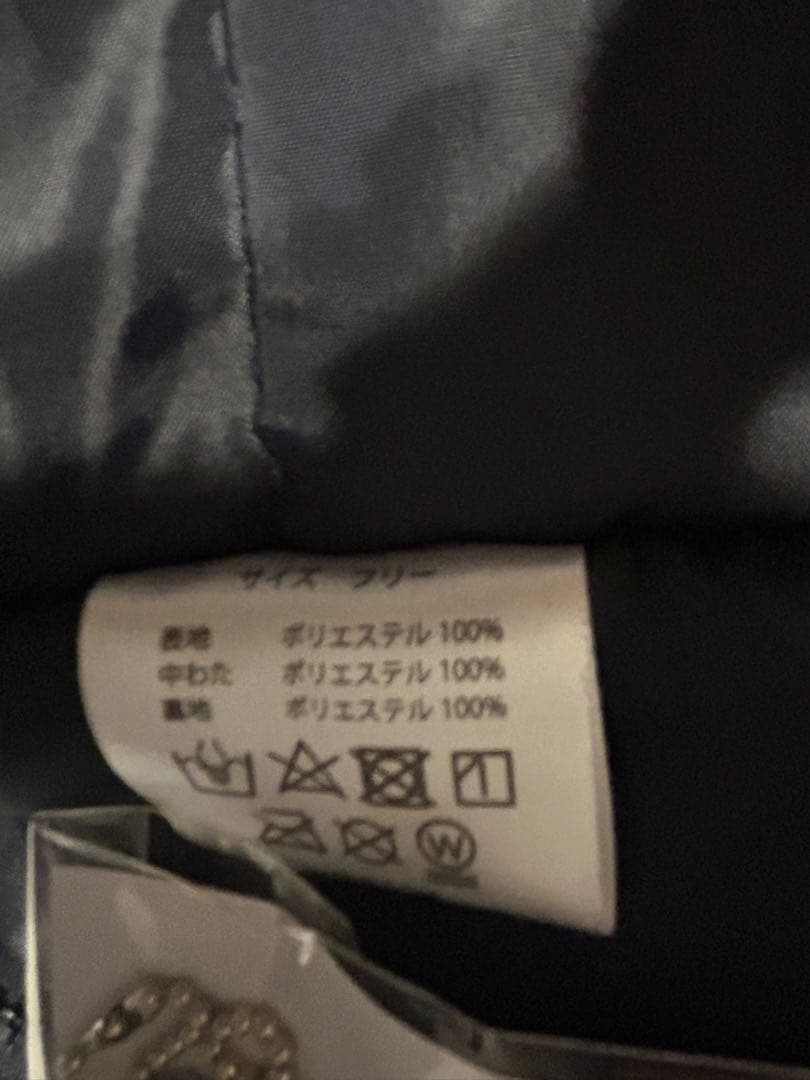 サイズ フリー
表地 ポリエステル 100%
中わた ポリエステル 100%
裏地 ポリエステル 100%
W